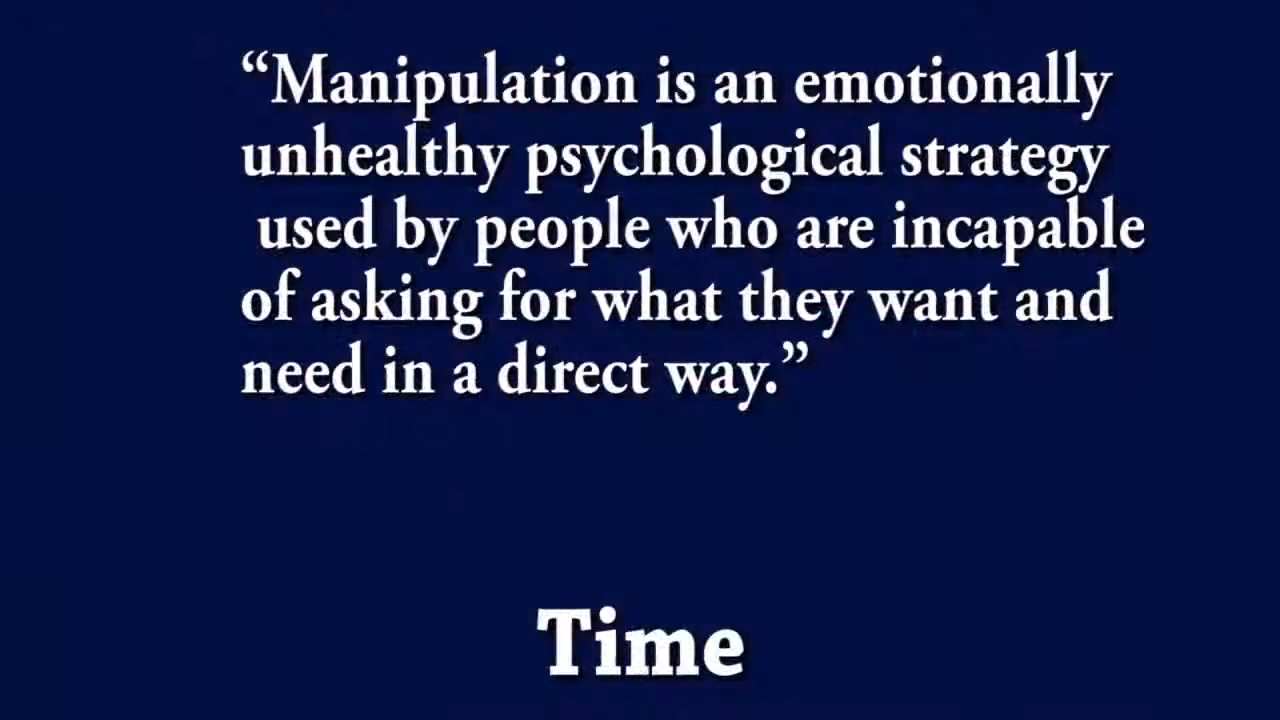 “Manipulation is an emotionally
unhealthy psychological strategy
used by people who are incapable
of asking for what they want and
need in a direct way.”
Time